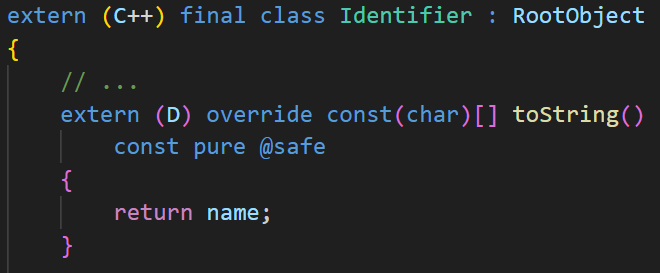 extern (C++) final class Identifier : RootObject
{
    // ...
    extern (D) override const(char)[] toString()
        const pure @safe
    {
        return name;
    }